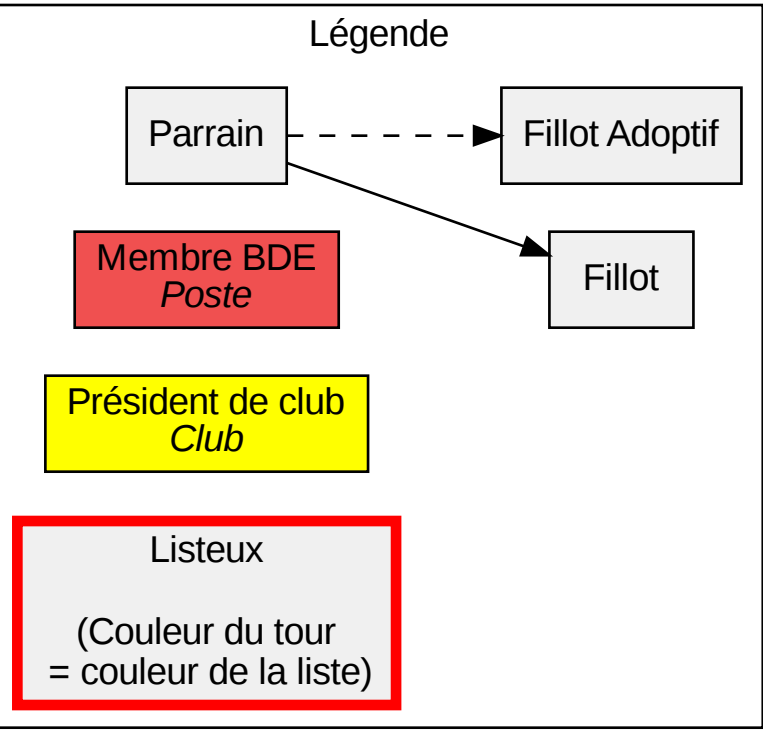 Légende
Parrain
Fillot Adoptif
Membre BDE
Poste
Fillot
Président de club
Club
Listeux
(Couleur du tour
= couleur de la liste)